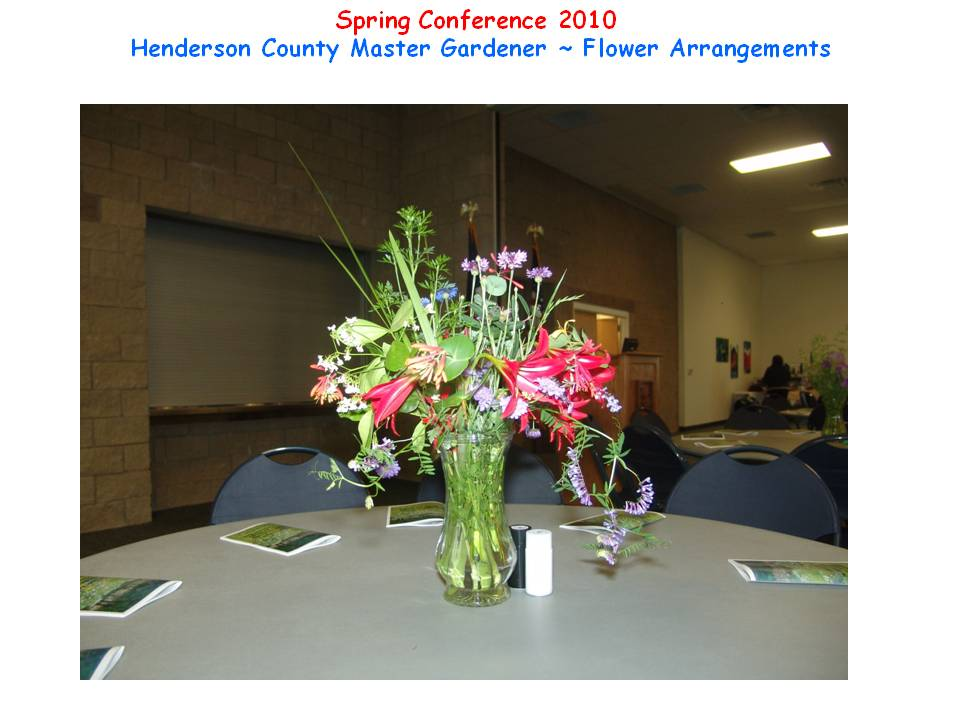 Spring Conference 2010
Henderson County Master Gardener ~ Flower Arrangements